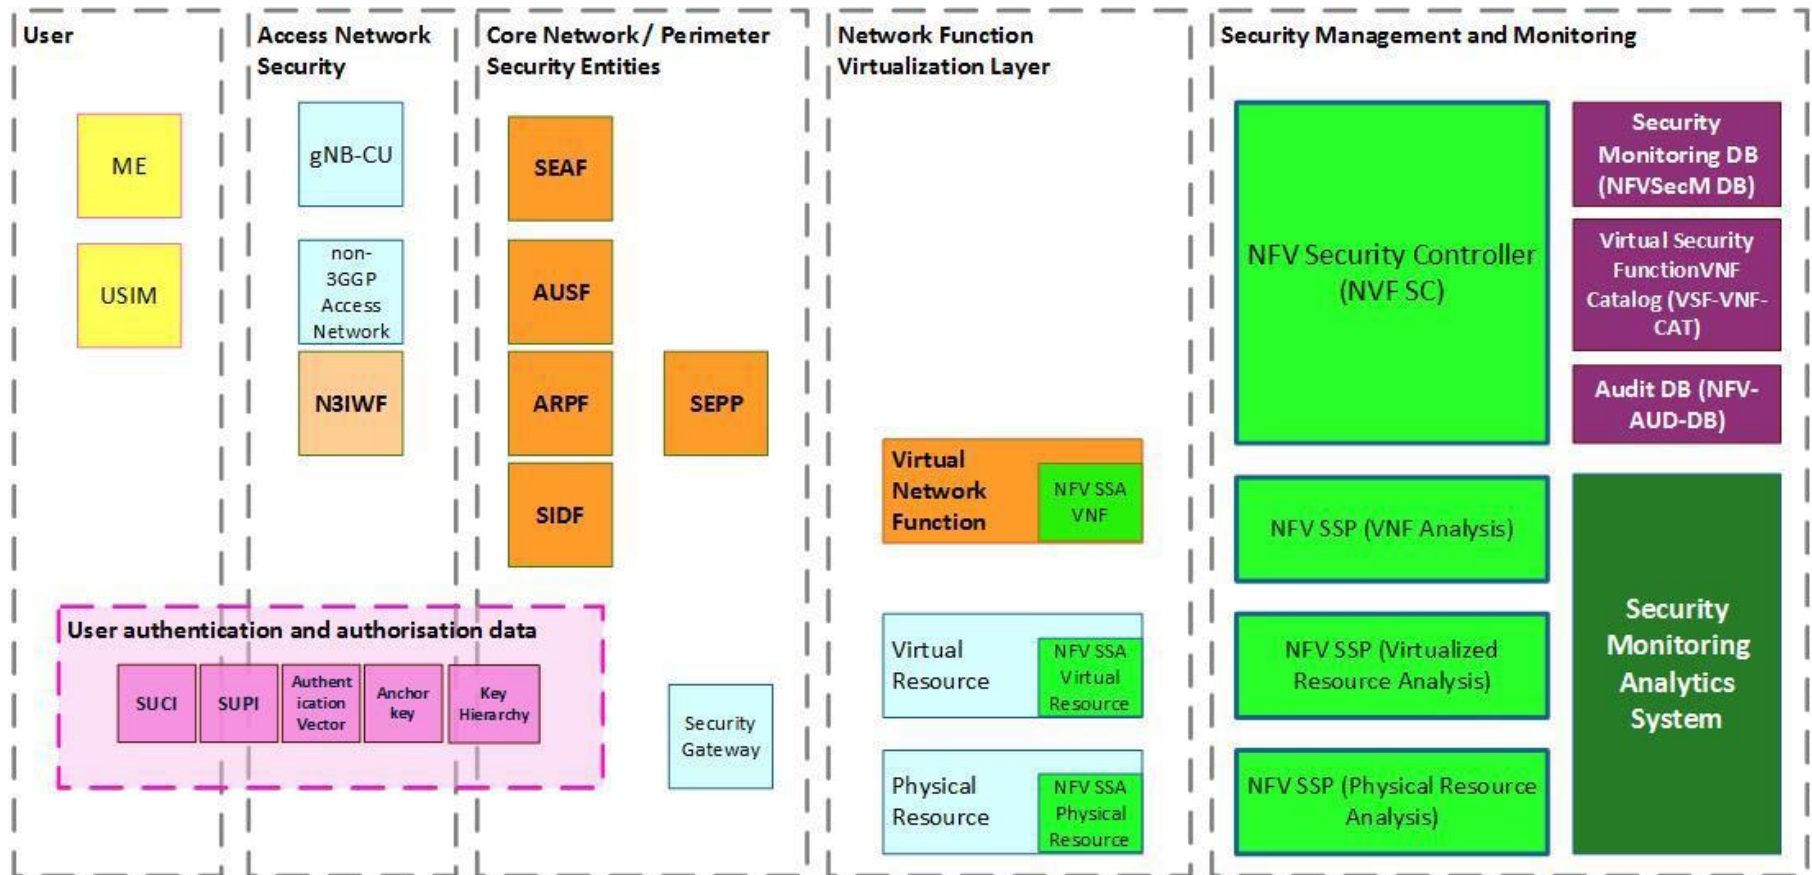 User
Access Network
Security
Core Network / Perimeter
Security Entities
Network Function
Virtualization Layer
Security Management and Monitoring
ME
USIM
gNB-CU
non-
3GGP
Access
Network
N3IWF
SEAF
AUSF
ARPF
SIDF
SEPP
User authentication and authorisation data
SUCI
SUPI
Authent
ication
Vector
Anchor
key
Key
Hierarchy
Security
Gateway
Virtual
Network
Function
NFV SSA
VNF
Virtual
Resource
NFV SSA
Virtual
Resource
Physical
Resource
NFV SSA
Physical
Resource
NFV Security Controller
(NVF SC)
NFV SSP (VNF Analysis)
NFV SSP (Virtualized
Resource Analysis)
NFV SSP (Physical Resource
Analysis)
Security
Monitoring DB
(NFVSecM DB)
Virtual Security
FunctionVNF
Catalog (VSF-VNF-
CAT)
Audit DB (NFV-
AUD-DB)
Security
Monitoring
Analytics
System